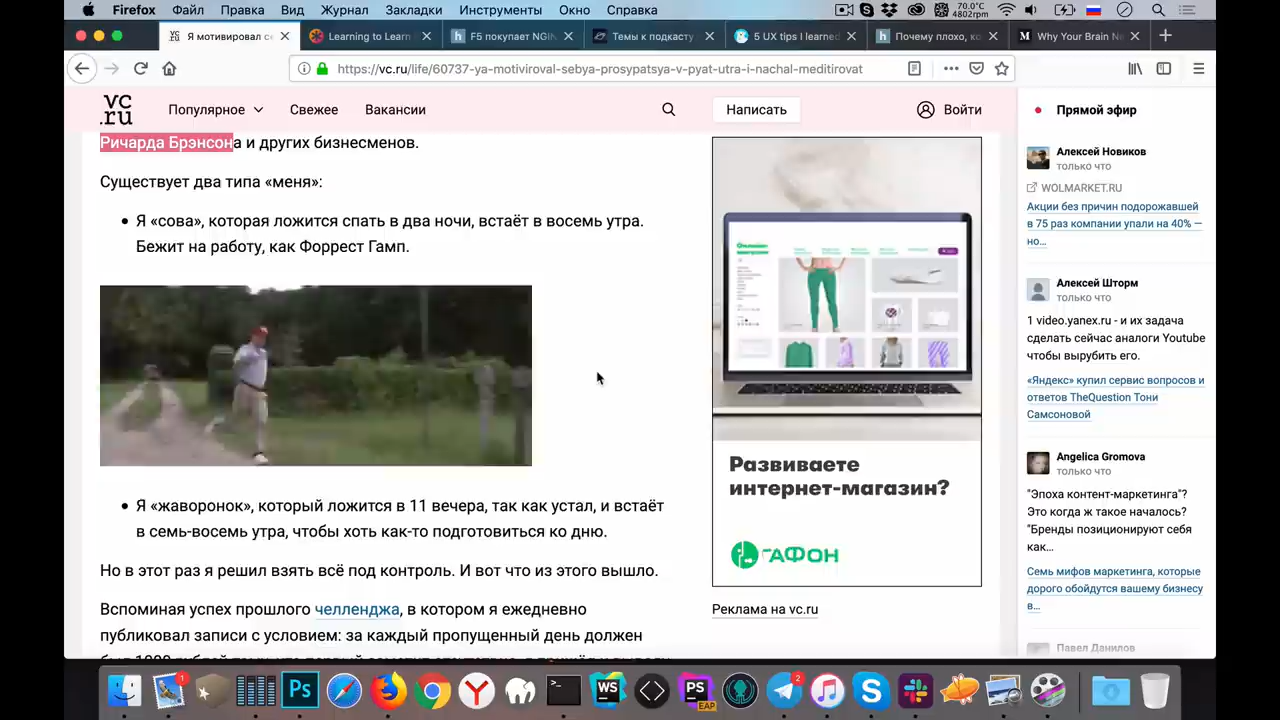 Firefox Файл Правка Вид Журнал Закладки Инструменты Окно Справка
70.0°C
4802rpm
Я мотивировал се
Learning to Learn
F5 покупает NGIN
Темы к подкасту
5 UX tips I learned
Почему плохо, ко
Why Your Brain Ne
https://vc.ru/life/60737-ya-motiviroval-sebya-prosypatsya-v-pyat-utra-i-nachal-meditirovat
vc
.ru
Популярное
Свежее
Вакансии
Написать
Войти
Ричарда Брэнсона и других бизнесменов.
Существует два типа «меня»:
Я «сова», которая ложится спать в два ночи, встаёт в восемь утра.
Бежит на работу, как Форрест Гамп.
Я «жаворонок», который ложится в 11 вечера, так как устал, и встаёт
в семь-восемь утра, чтобы хоть как-то подготовиться ко дню.
Но в этот раз я решил взять всё под контроль. И вот что из этого вышло.
Вспоминая успех прошлого челленджа, в котором я ежедневно
публиковал записи с условием: за каждый пропущенный день должен
Развиваете
интернет-магазин?
ГАФОН
Реклама на vc.ru
Прямой эфир
Алексей Новиков
только что
WOLMARKET.RU
Акции без причин подорожавшей
в 75 раз компании упали на 40% —
но...
Алексей Шторм
только что
1 video.yanex.ru - и их задача
сделать сейчас аналоги Youtube
чтобы вырубить его.
«Яндекс» купил сервис вопросов и
ответов TheQuestion Тони
Самсоновой
Angelica Gromova
только что
"Эпоха контент-маркетинга"?
Это когда ж такое началось?
"Бренды позиционируют себя
как...
Семь мифов маркетинга, которые
дорого обойдутся вашему бизнесу
в...
Павел Данилов
1
Ps
WS
PS
EAP
2